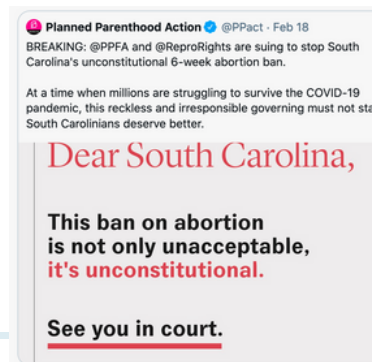 Planned Parenthood Action @PPact · Feb 18
BREAKING: @PPFA and @ReproRights are suing to stop South
Carolina's unconstitutional 6-week abortion ban.
At a time when millions are struggling to survive the COVID-19
pandemic, this reckless and irresponsible governing must not
South Carolinians deserve better.
Dear South Carolina,
This ban on abortion
is not only unacceptable,
it's unconstitutional.
See you in court.